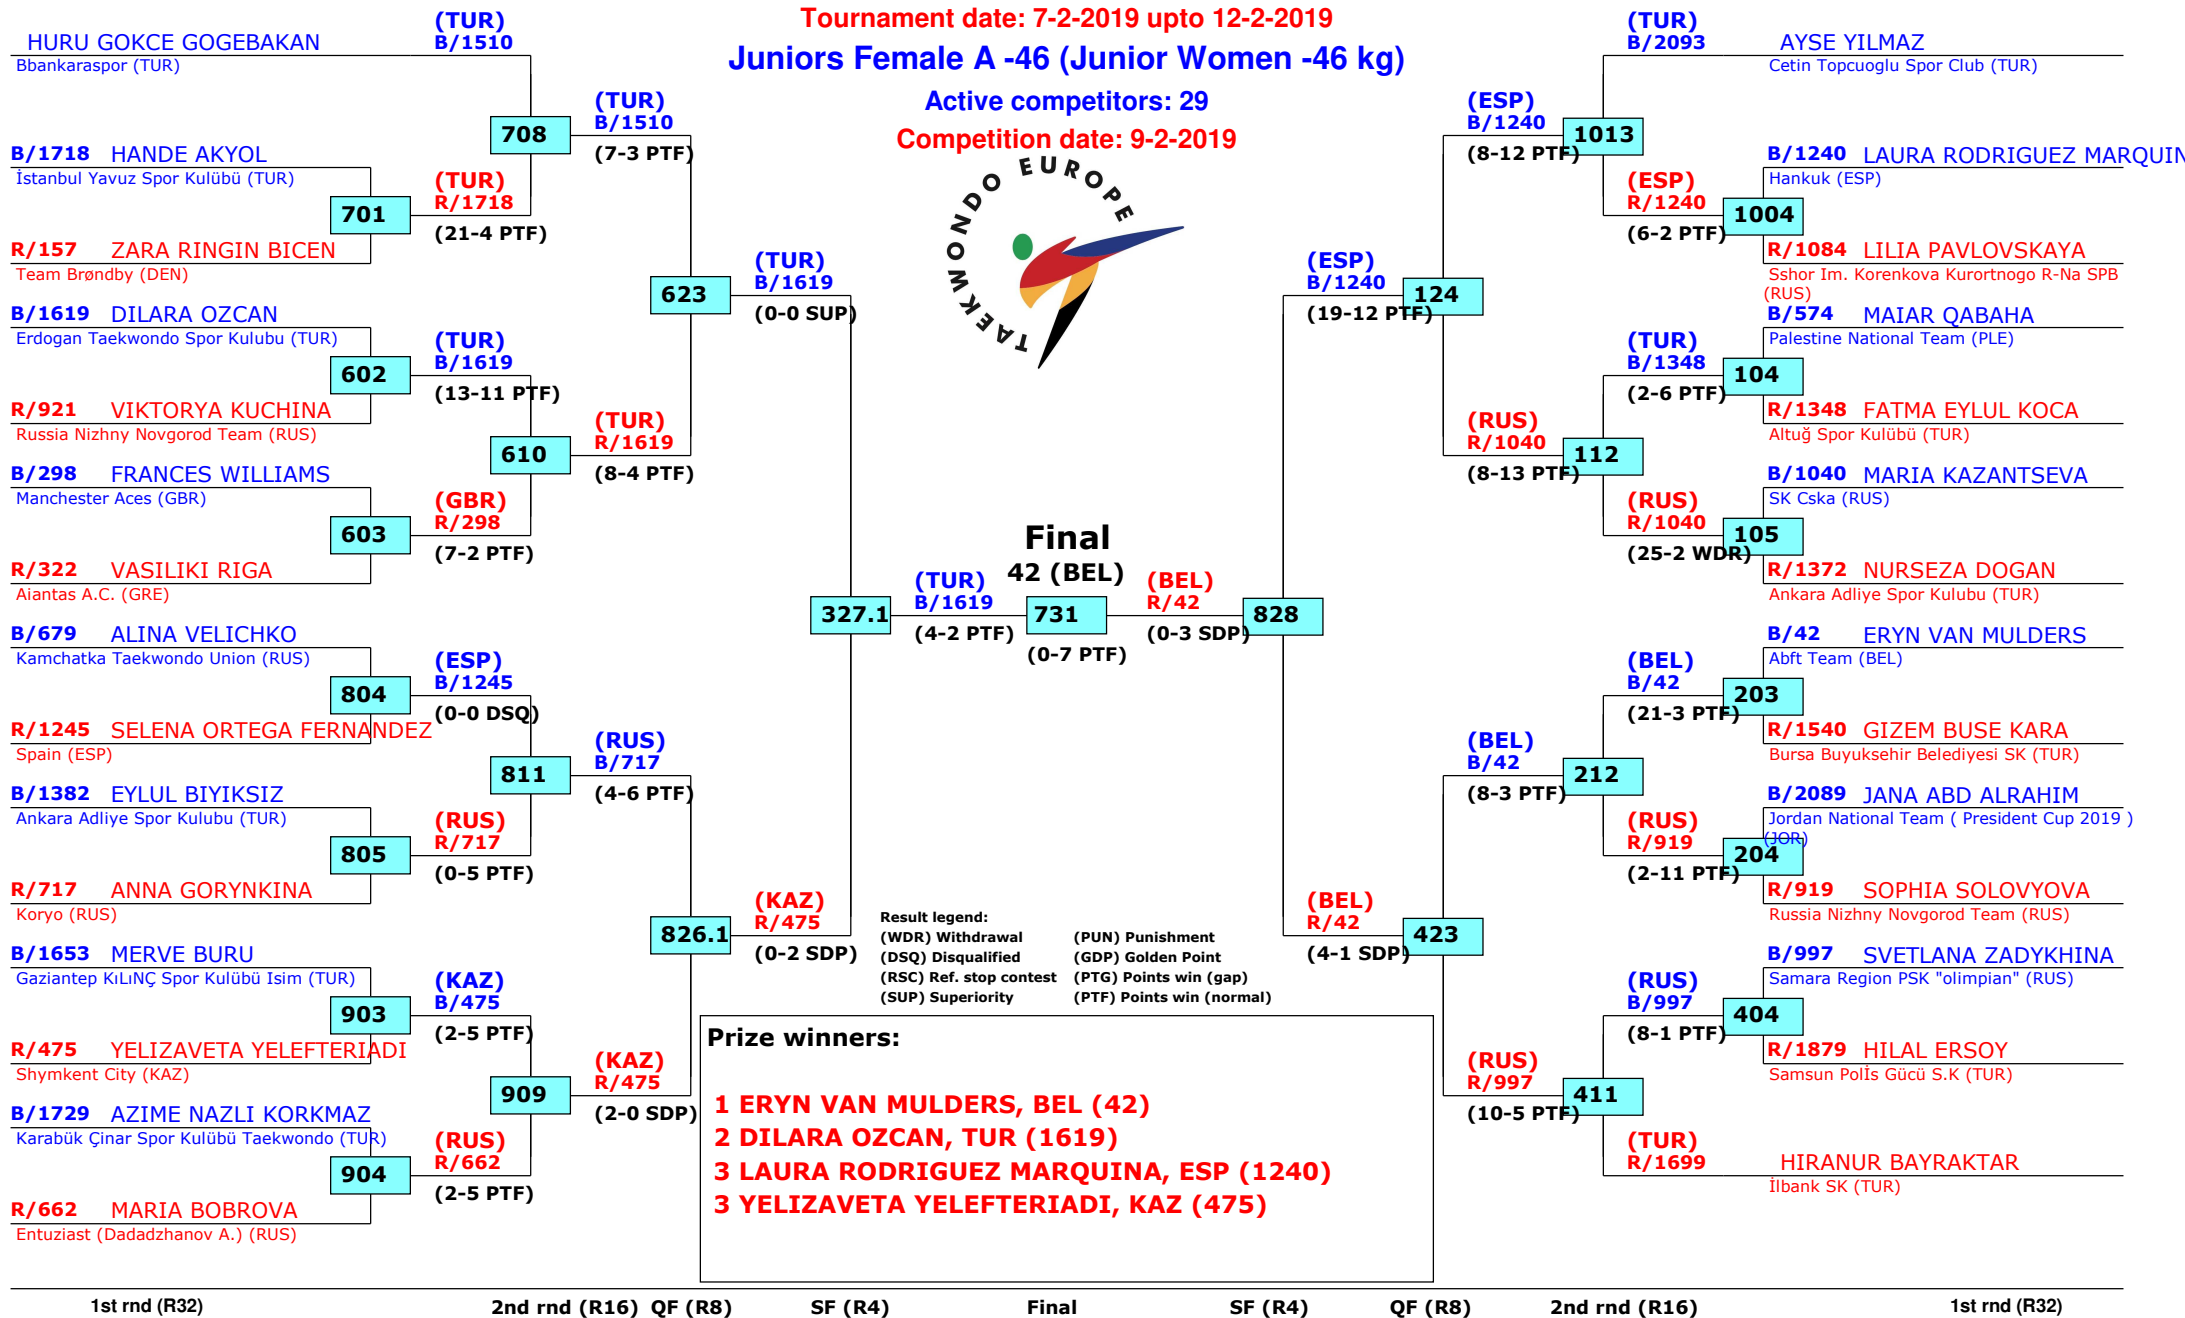 Tournament date: 7-2-2019 upto 12-2-2019
Juniors Female A -46 (Junior Women -46 kg)
Active competitors: 29
Competition date: 9-2-2019
TAEKWONDO EUROPE
HURU GOKCE GOGEBAKAN
Bbankaraspor (TUR)
(TUR)
B/1510
B/1718 HANDE AKYOL
İstanbul Yavuz Spor Kulübü (TUR)
701
R/157 ZARA RINGIN BICEN
Team Brøndby (DEN)
(TUR)
R/1718
(21-4 PTF)
708
(TUR)
B/1510
(7-3 PTF)
B/1619 DILARA OZCAN
Erdogan Taekwondo Spor Kulubu (TUR)
602
R/921 VIKTORYA KUCHINA
Russia Nizhny Novgorod Team (RUS)
(TUR)
B/1619
(13-11 PTF)
B/298 FRANCES WILLIAMS
Manchester Aces (GBR)
603
R/322 VASILIKI RIGA
Aiantas A.C. (GRE)
(GBR)
R/298
(7-2 PTF)
610
(TUR)
R/1619
(8-4 PTF)
623
(TUR)
B/1619
(0-0 SUP)
B/679 ALINA VELICHKO
Kamchatka Taekwondo Union (RUS)
804
R/1245 SELENA ORTEGA FERNANDEZ
Spain (ESP)
(ESP)
B/1245
(0-0 DSQ)
B/1382 EYLUL BIYIKSIZ
Ankara Adliye Spor Kulubu (TUR)
805
R/717 ANNA GORYNKINA
Koryo (RUS)
(RUS)
R/717
(0-5 PTF)
811
(RUS)
B/717
(4-6 PTF)
B/1653 MERVE BURU
Gaziantep KıLıNÇ Spor Kulübü Isim (TUR)
903
R/475 YELIZAVETA YELEFTERIADI
Shymkent City (KAZ)
(KAZ)
B/475
(2-5 PTF)
B/1729 AZIME NAZLI KORKMAZ
Karabük Çinar Spor Kulübü Taekwondo (TUR)
904
R/662 MARIA BOBROVA
Entuziast (Dadadzhanov A.) (RUS)
(RUS)
R/662
(2-5 PTF)
909
(KAZ)
R/475
(2-0 SDP)
826.1
(KAZ)
R/475
(0-2 SDP)
327.1
(TUR)
B/1619
(4-2 PTF)
Final
42 (BEL)
731
(0-7 PTF)
(BEL)
R/42
(0-3 SDP)
828
(ESP)
B/1240
(19-12 PTF)
124
(ESP)
B/1240
(8-12 PTF)
1013
(TUR)
B/2093
AYSE YILMAZ
Cetin Topcuoglu Spor Club (TUR)
(ESP)
R/1240
(6-2 PTF)
B/1240 LAURA RODRIGUEZ MARQUIN
Hankuk (ESP)
1004
R/1084 LILIA PAVLOVSKAYA
Sshor Im. Korenkova Kurortnogo R-Na SPB
(RUS)
B/574 MAIAR QABAHA
Palestine National Team (PLE)
104
R/1348 FATMA EYLUL KOCA
Altuğ Spor Kulübü (TUR)
(TUR)
B/1348
(2-6 PTF)
(RUS)
R/1040
(8-13 PTF)
112
B/1040 MARIA KAZANTSEVA
SK Cska (RUS)
105
R/1372 NURSEZA DOGAN
Ankara Adliye Spor Kulubu (TUR)
(RUS)
R/1040
(25-2 WDR)
B/42 ERYN VAN MULDERS
Abft Team (BEL)
203
R/1540 GIZEM BUSE KARA
Bursa Buyuksehir Belediyesi SK (TUR)
(BEL)
B/42
(21-3 PTF)
(BEL)
B/42
(8-3 PTF)
212
B/2089 JANA ABD ALRAHIM
Jordan National Team ( President Cup 2019 )
(JOR)
204
R/919 SOPHIA SOLOVYOVA
Russia Nizhny Novgorod Team (RUS)
(RUS)
R/919
(2-11 PTF)
(BEL)
R/42
(4-1 SDP)
423
B/997 SVETLANA ZADYKHINA
Samara Region PSK "olimpian" (RUS)
404
R/1879 HILAL ERSOY
Samsun Polİs Gücü S.K (TUR)
(RUS)
B/997
(8-1 PTF)
(RUS)
R/997
(10-5 PTF)
411
(TUR)
R/1699
HIRANUR BAYRAKTAR
İlbank SK (TUR)
Result legend:
(WDR) Withdrawal (PUN) Punishment
(DSQ) Disqualified (GDP) Golden Point
(RSC) Ref. stop contest (PTG) Points win (gap)
(SUP) Superiority (PTF) Points win (normal)
Prize winners:
1 ERYN VAN MULDERS, BEL (42)
2 DILARA OZCAN, TUR (1619)
3 LAURA RODRIGUEZ MARQUINA, ESP (1240)
3 YELIZAVETA YELEFTERIADI, KAZ (475)
1st rnd (R32) 2nd rnd (R16) QF (R8) SF (R4) Final SF (R4) QF (R8) 2nd rnd (R16) 1st rnd (R32)